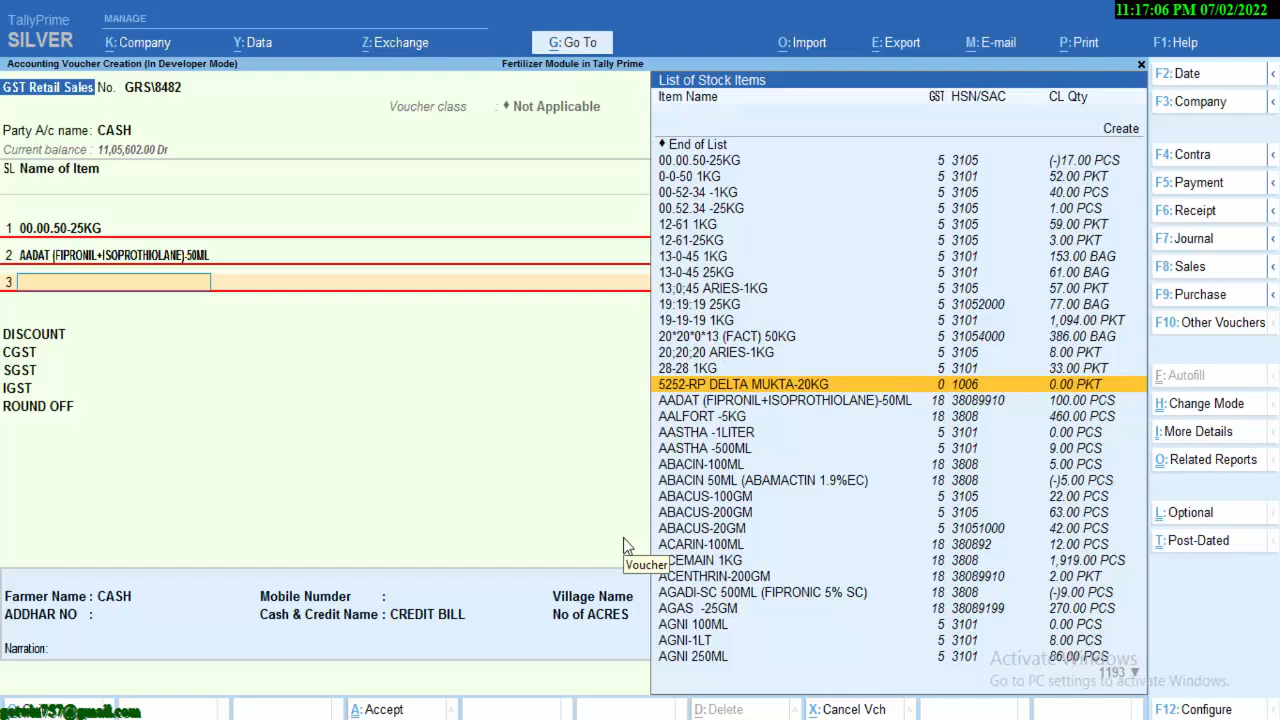 11:17:06 PM 07/02/2022
TallyPrime
MANAGE
SILVER
K: Company
Y: Data
Z: Exchange
G: Go To
O: Import
E: Export
M: E-mail
P: Print
F1: Help
Accounting Voucher Creation (In Developer Mode)
Fertilizer Module in Tally Prime
GST Retail Sales No. GRS\8482
Voucher class : ♦ Not Applicable
Party A/c name: CASH
Current balance : 11,05,602.00 Dr
SL Name of Item
1 00.00.50-25KG
2 AADAT (FIPRONIL+ISOPROTHIOLANE)-50ML
3
DISCOUNT
CGST
SGST
IGST
ROUND OFF
Voucher
Farmer Name : CASH
Mobile Numder :
Village Name
ADDHAR NO :
Cash & Credit Name : CREDIT BILL
No of ACRES
Narration:
List of Stock Items
Item Name GST HSN/SAC CL Qty
Create
♦ End of List
00.00.50-25KG 5 3105 (-)17.00 PCS
0-0-50 1KG 5 3101 52.00 PKT
00-52-34 -1KG 5 3105 40.00 PCS
00.52.34 -25KG 5 3105 1.00 PCS
12-61 1KG 5 3105 59.00 PKT
12-61-25KG 5 3105 3.00 PKT
13-0-45 1KG 5 3101 153.00 BAG
13-0-45 25KG 5 3101 61.00 BAG
13;0;45 ARIES-1KG 5 3105 57.00 PKT
19:19:19 25KG 5 31052000 77.00 BAG
19-19-19 1KG 5 3101 1,094.00 PKT
20*20*0*13 (FACT) 50KG 5 31054000 386.00 BAG
20;20;20 ARIES-1KG 5 3105 8.00 PKT
28-28 1KG 5 3101 33.00 PKT
5252-RP DELTA MUKTA-20KG 0 1006 0.00 PKT
AADAT (FIPRONIL+ISOPROTHIOLANE)-50ML 18 38089910 100.00 PCS
AALFORT -5KG 18 3808 460.00 PCS
AASTHA -1LITER 5 3101 0.00 PCS
AASTHA -500ML 5 3101 9.00 PCS
ABACIN-100ML 18 3808 5.00 PCS
ABACIN 50ML (ABAMACTIN 1.9%EC) 18 3808 (-)5.00 PCS
ABACUS-100GM 5 3105 22.00 PCS
ABACUS-200GM 5 3105 63.00 PCS
ABACUS-20GM 5 31051000 42.00 PCS
ACARIN-100ML 18 380892 12.00 PCS
CEMAIN 1KG 18 3808 1,919.00 PCS
ACENTHRIN-200GM 18 38089910 2.00 PKT
AGADI-SC 500ML (FIPRONIC 5% SC) 18 3808 (-)9.00 PCS
AGAS -25GM 18 38089199 270.00 PCS
AGNI 100ML 5 3101 0.00 PCS
AGNI-1LT 5 3101 8.00 PCS
AGNI 250ML 5 3101 86.00 PCS
1193 ▼
F2: Date
F3: Company
F4: Contra
F5: Payment
F6: Receipt
F7: Journal
F8: Sales
F9: Purchase
F10: Other Vouchers
F: Autofill
H: Change Mode
I: More Details
O: Related Reports
L: Optional
T: Post-Dated
Activate Windows
Go to PC settings to activate Windows.
A: Accept
D: Delete
X: Cancel Vch
F12: Configure